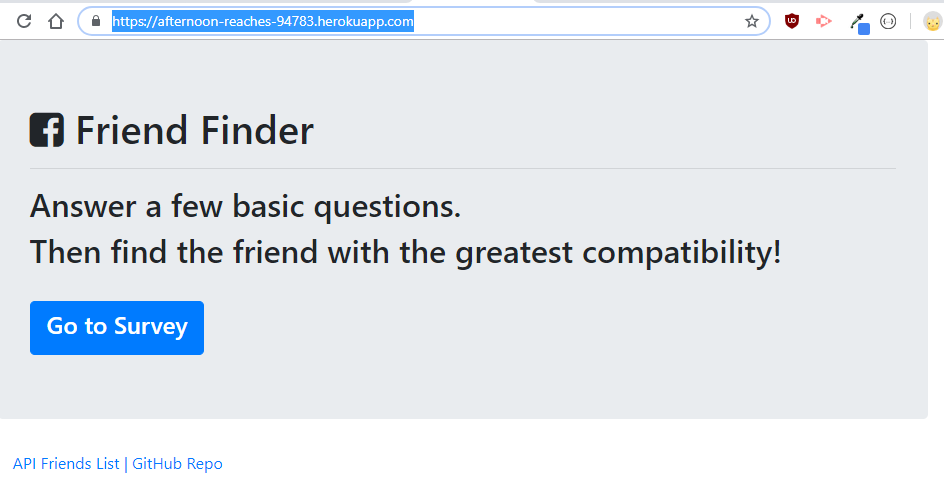 https://afternoon-reaches-94783.herokuapp.com
Friend Finder
Answer a few basic questions.
Then find the friend with the greatest compatibility!
Go to Survey
API Friends List | GitHub Repo